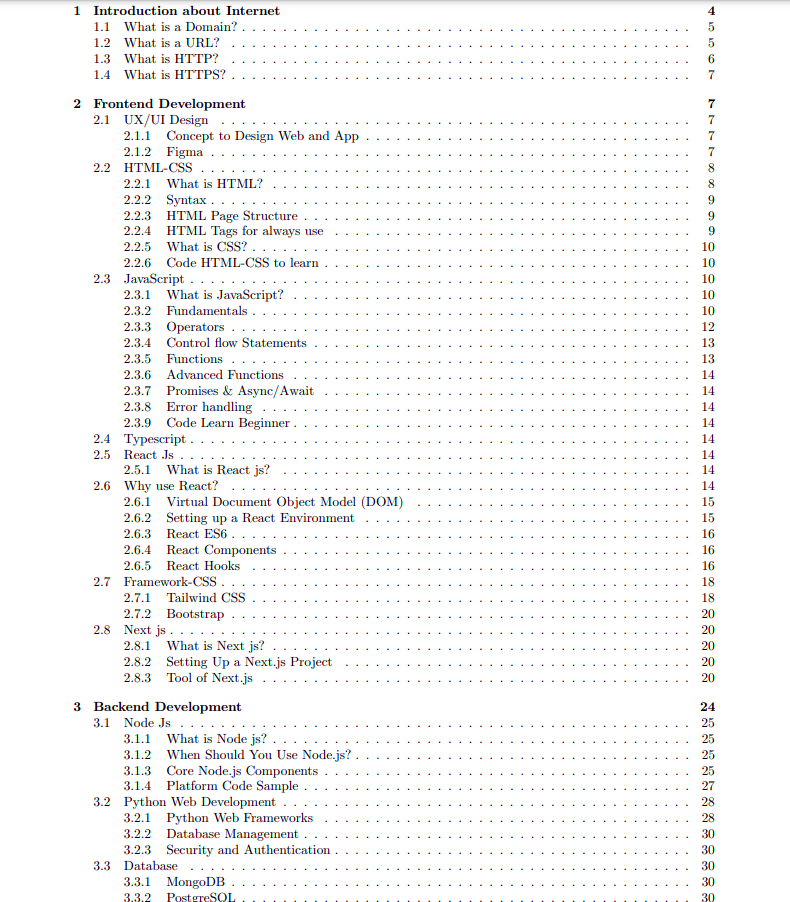 1 Introduction about Internet 4
1.1 What is a Domain? 5
1.2 What is a URL? 5
1.3 What is HTTP? 6
1.4 What is HTTPS? 7
2 Frontend Development 7
2.1 UX/UI Design 7
2.1.1 Concept to Design Web and App 7
2.1.2 Figma 7
2.2 HTML-CSS 8
2.2.1 What is HTML? 8
2.2.2 Syntax 9
2.2.3 HTML Page Structure 9
2.2.4 HTML Tags for always use 9
2.2.5 What is CSS? 10
2.2.6 Code HTML-CSS to learn 10
2.3 JavaScript 10
2.3.1 What is JavaScript? 10
2.3.2 Fundamentals 10
2.3.3 Operators 12
2.3.4 Control flow Statements 13
2.3.5 Functions 13
2.3.6 Advanced Functions 14
2.3.7 Promises & Async/Await 14
2.3.8 Error handling 14
2.3.9 Code Learn Beginner 14
2.4 Typescript 14
2.5 React Js 14
2.5.1 What is React js? 14
2.6 Why use React? 14
2.6.1 Virtual Document Object Model (DOM) 15
2.6.2 Setting up a React Environment 15
2.6.3 React ES6 16
2.6.4 React Components 16
2.6.5 React Hooks 16
2.7 Framework-CSS 18
2.7.1 Tailwind CSS 18
2.7.2 Bootstrap 20
2.8 Next js 20
2.8.1 What is Next js? 20
2.8.2 Setting Up a Next.js Project 20
2.8.3 Tool of Next.js 20
3 Backend Development 24
3.1 Node Js 25
3.1.1 What is Node js? 25
3.1.2 When Should You Use Node.js? 25
3.1.3 Core Node.js Components 25
3.1.4 Platform Code Sample 27
3.2 Python Web Development 28
3.2.1 Python Web Frameworks 28
3.2.2 Database Management 30
3.2.3 Security and Authentication 30
3.3 Database 30
3.3.1 MongoDB 30
3.3.2 PostgreSQL 30